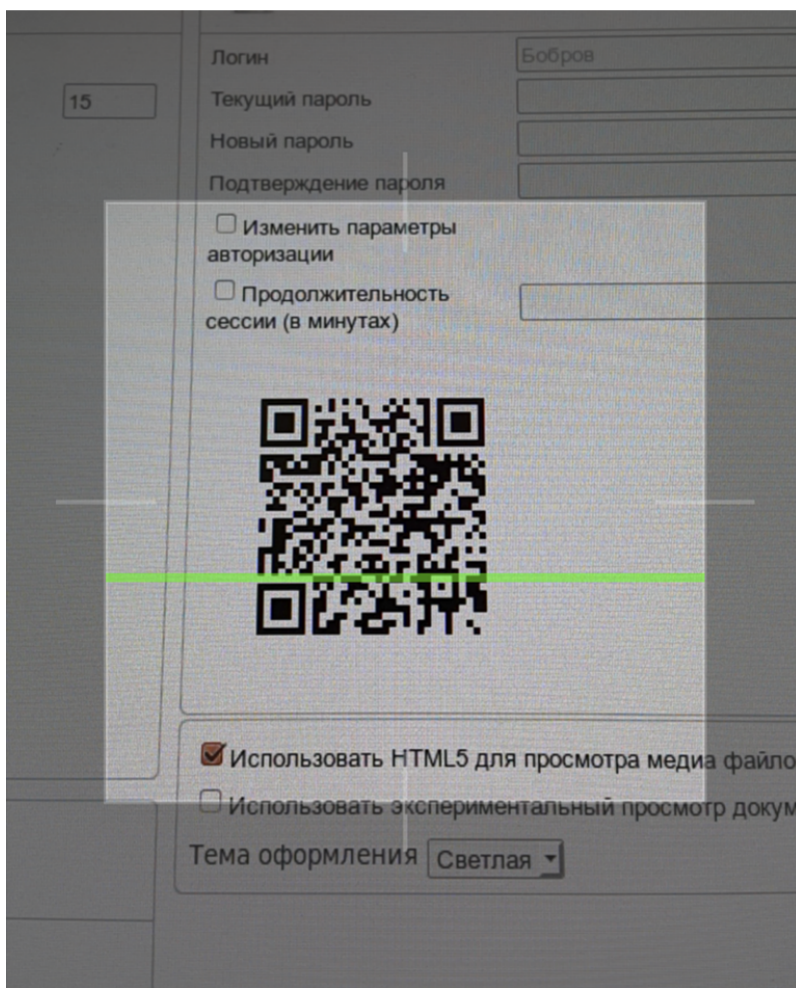 Логин
Бобров
15
Текущий пароль
Новый пароль
Подтверждение пароля
Изменить параметры
авторизации
Продолжительность
сессии (в минутах)
Использовать HTML5 для просмотра медиа файло
Использовать экспериментальный просмотр докум
Тема оформления
Светлая